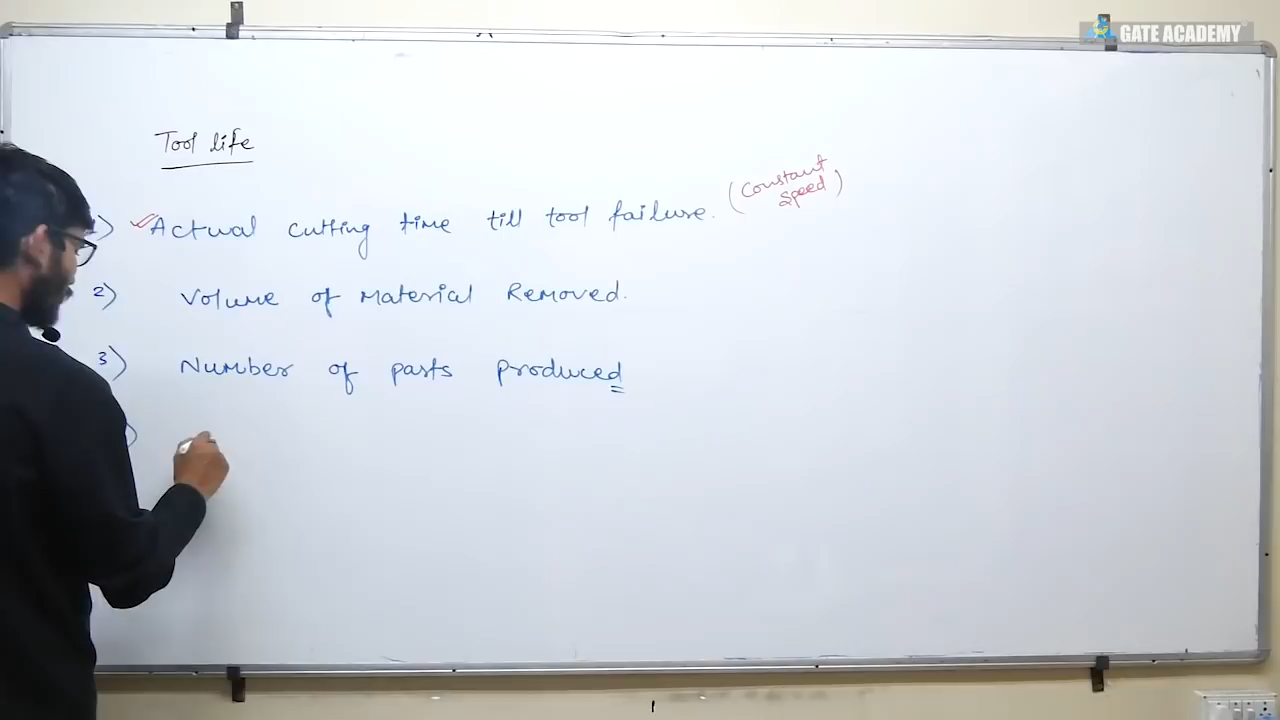 GATE ACADEMY
Tool life
) Actual cutting time till tool failure. (Constant Speed)
2) Volume of Material Removed.
3) Number of parts produced
)